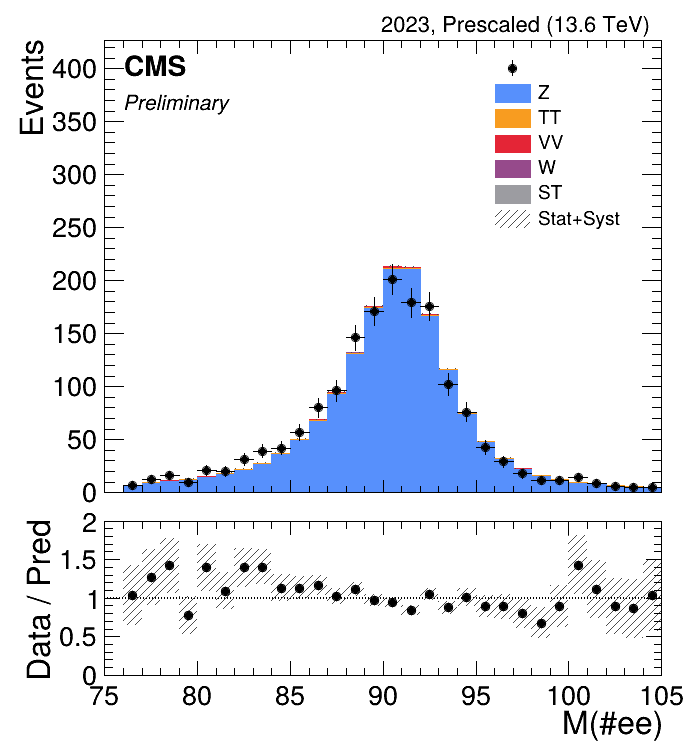 2023, Prescaled (13.6 TeV)
CMS
Preliminary
Events
400
350
300
250
200
150
100
50
0
Z
TT
VV
W
ST
Stat+Syst
Data / Pred
2
1.5
1
0.5
0
75 80 85 90 95 100 105
M(#ee)